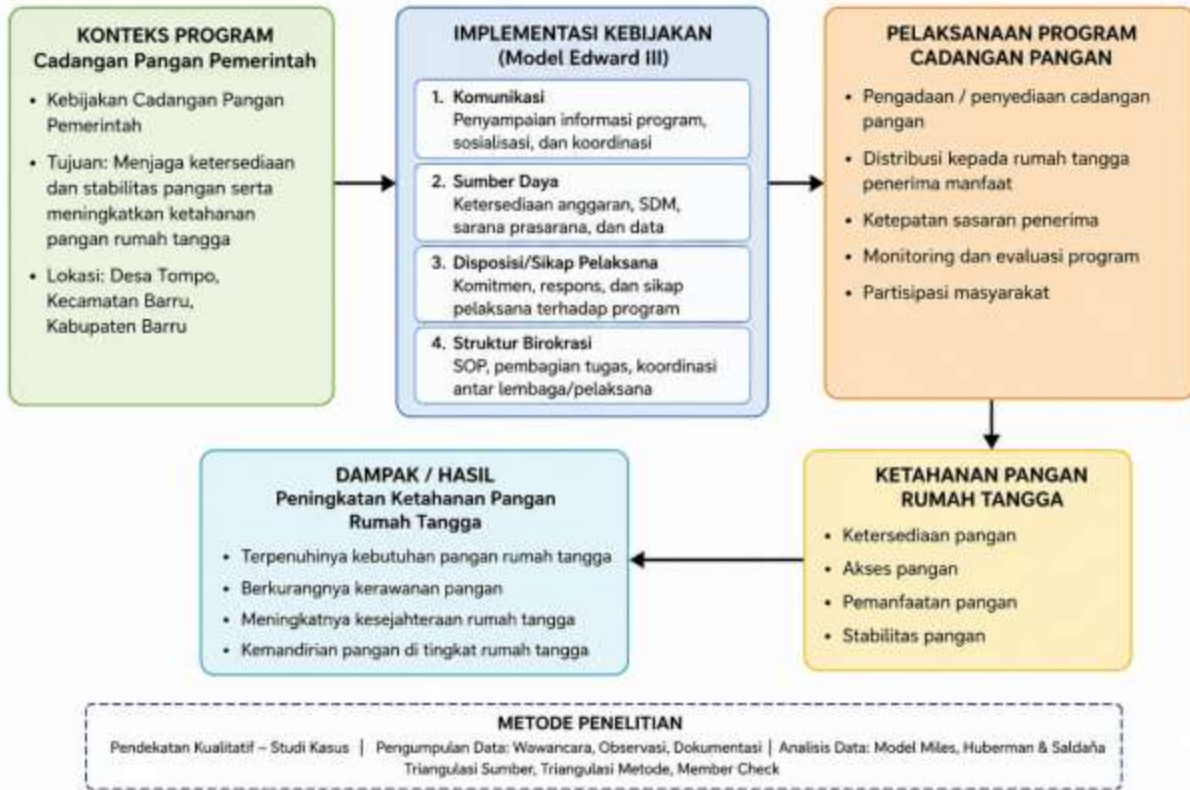 KONTEKS PROGRAM
Cadangan Pangan Pemerintah
• Kebijakan Cadangan Pangan
Pemerintah
• Tujuan: Menjaga ketersediaan
dan stabilitas pangan serta
meningkatkan ketahanan
pangan rumah tangga
• Lokasi: Desa Tompo,
Kecamatan Barru,
Kabupaten Barru
IMPLEMENTASI KEBIJAKAN
(Model Edward III)
1. Komunikasi
Penyampaian informasi program,
sosialisasi, dan koordinasi
2. Sumber Daya
Ketersediaan anggaran, SDM,
sarana prasarana, dan data
3. Disposisi/Sikap Pelaksana
Komitmen, respons, dan sikap
pelaksana terhadap program
4. Struktur Birokrasi
SOP, pembagian tugas, koordinasi
antar lembaga/pelaksana
PELAKSANAAN PROGRAM
CADANGAN PANGAN
• Pengadaan / penyediaan cadangan
pangan
• Distribusi kepada rumah tangga
penerima manfaat
• Ketepatan sasaran penerima
• Monitoring dan evaluasi program
• Partisipasi masyarakat
KETAHANAN PANGAN
RUMAH TANGGA
• Ketersediaan pangan
• Akses pangan
• Pemanfaatan pangan
• Stabilitas pangan
DAMPAK / HASIL
Peningkatan Ketahanan Pangan
Rumah Tangga
• Terpenuhinya kebutuhan pangan rumah tangga
• Berkurangnya kerawanan pangan
• Meningkatnya kesejahteraan rumah tangga
• Kemandirian pangan di tingkat rumah tangga
METODE PENELITIAN
Pendekatan Kualitatif – Studi Kasus | Pengumpulan Data: Wawancara, Observasi, Dokumentasi | Analisis Data: Model Miles, Huberman & Saldaña
Triangulasi Sumber, Triangulasi Metode, Member Check